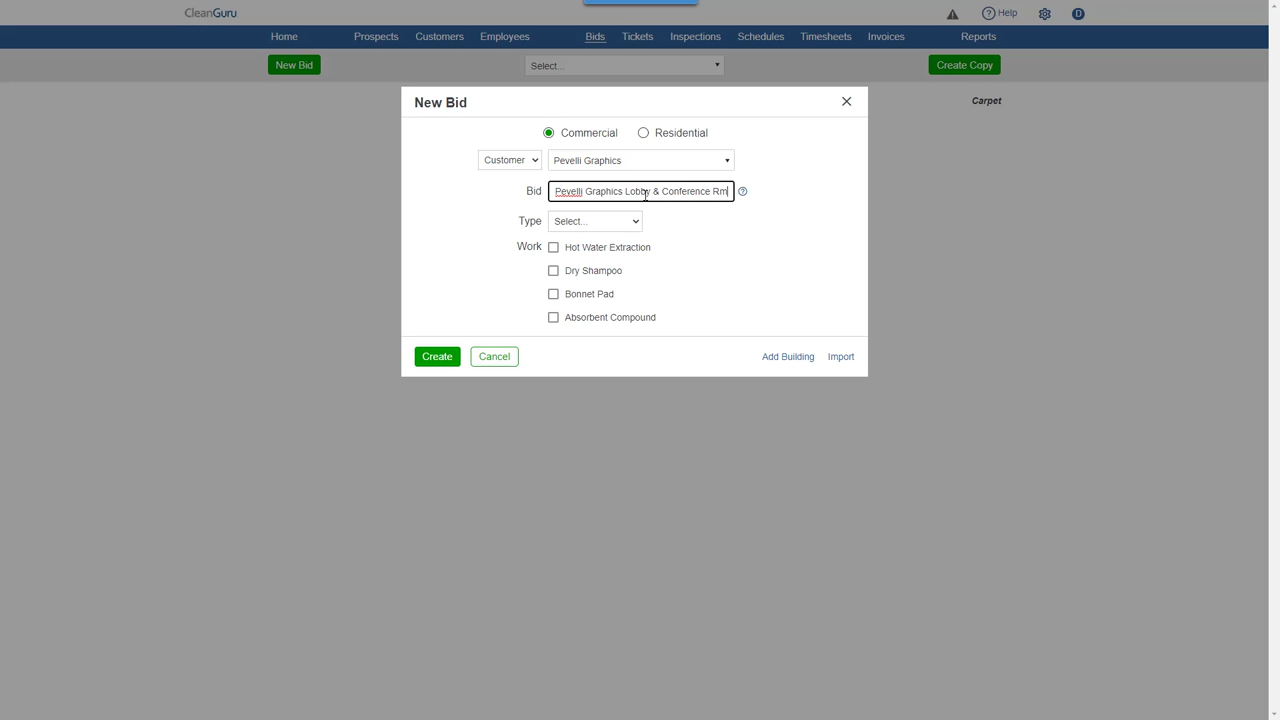 CleanGuru
Help
D
Home Prospects Customers Employees Bids Tickets Inspections Schedules Timesheets Invoices Reports
New Bid Select... Create Copy
Carpet
New Bid
Commercial Residential
Customer Pevelli Graphics
Bid Pevelli Graphics Lobby & Conference Rm
Type Select...
Work Hot Water Extraction
Dry Shampoo
Bonnet Pad
Absorbent Compound
Create Cancel Add Building Import